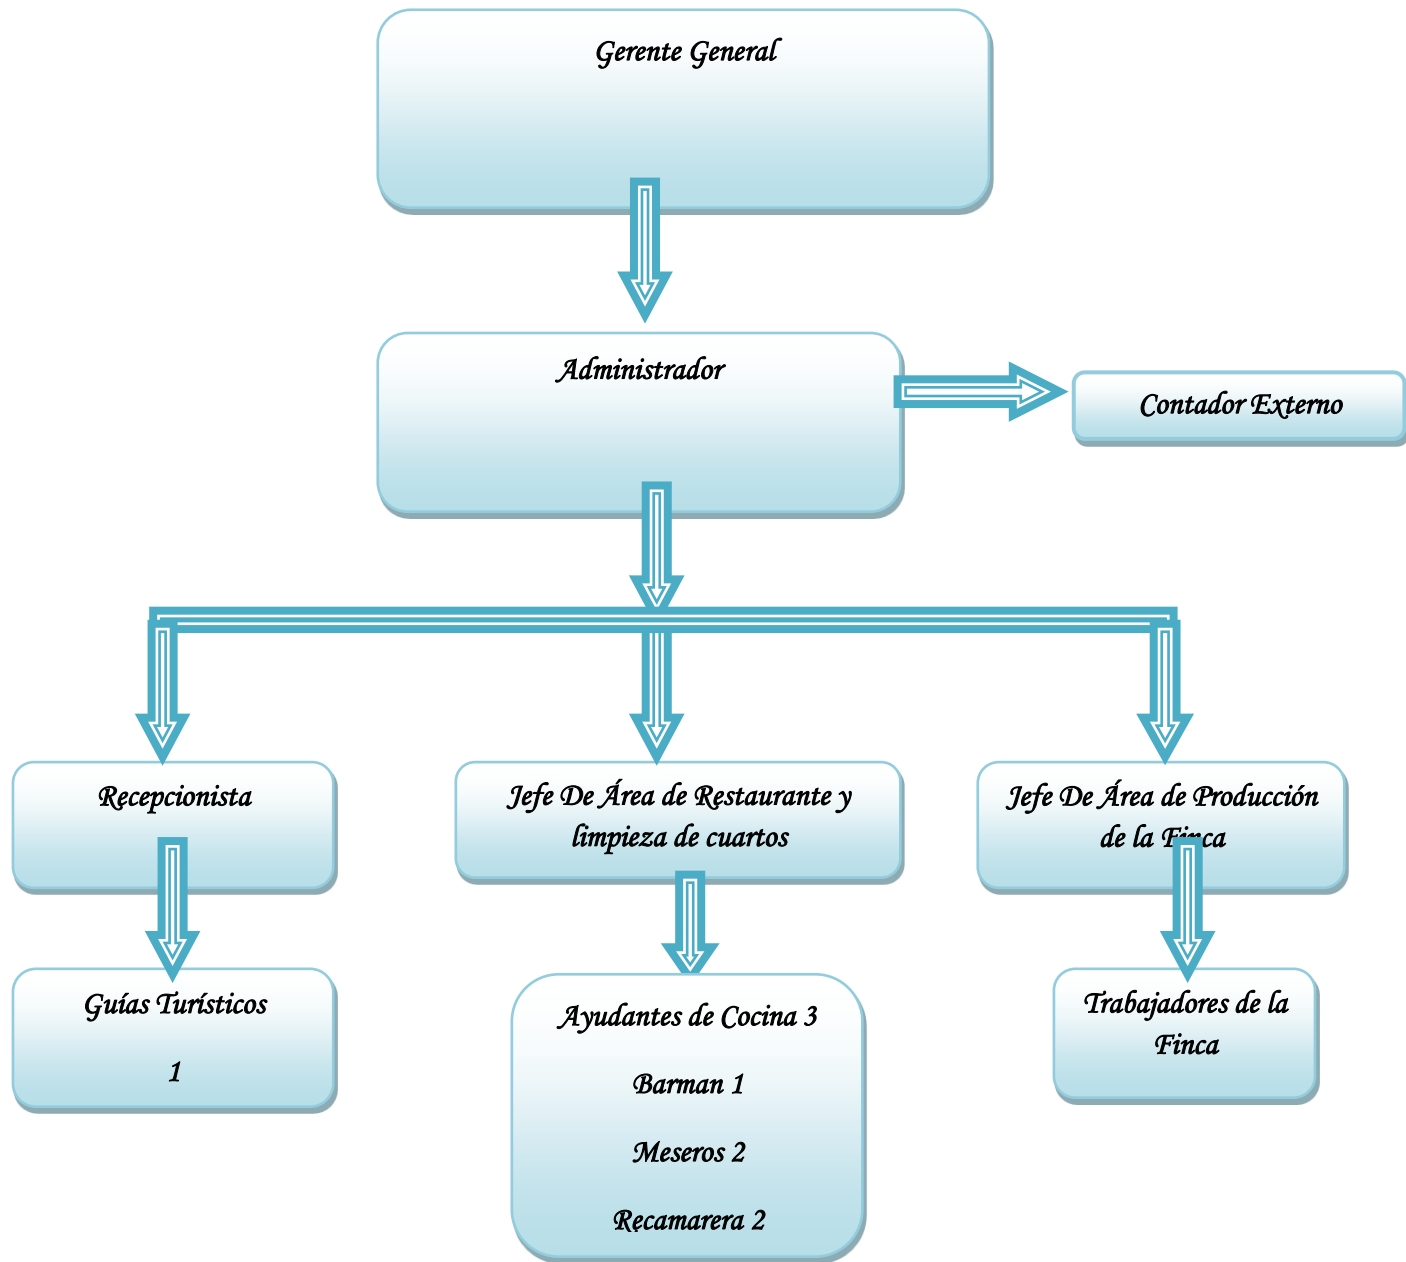 Gerente General
Administrador
Contador Externo
Recepcionista
Jefe De Área de Restaurante y
limpieza de cuartos
Jefe De Área de Producción
de la Finca
Guías Turísticos
1
Ayudantes de Cocina 3
Barman 1
Meseros 2
Recamarera 2
Trabajadores de la
Finca